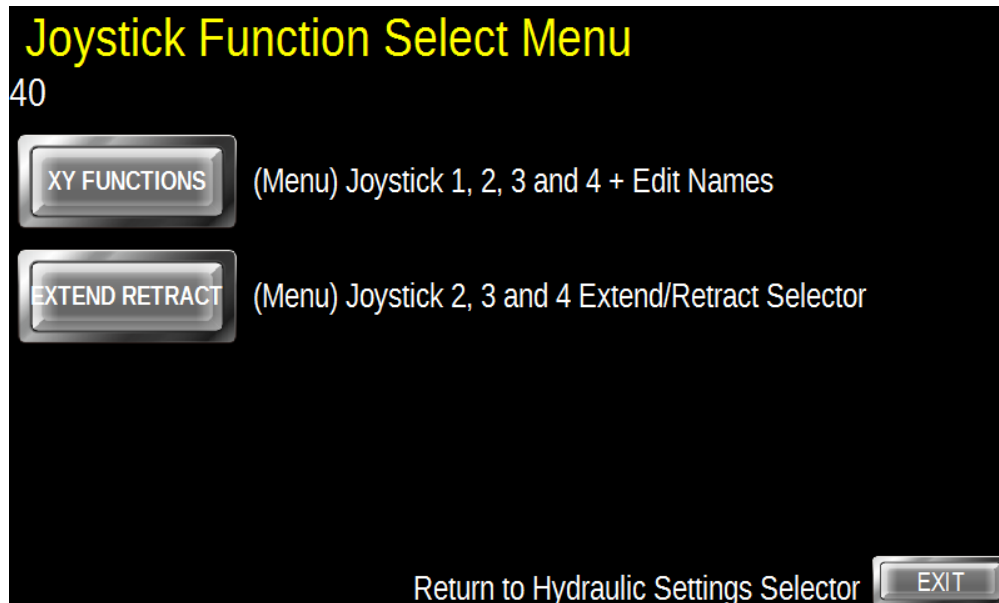 Joystick Function Select Menu
40
XY FUNCTIONS
(Menu) Joystick 1, 2, 3 and 4 + Edit Names
EXTEND RETRACT
(Menu) Joystick 2, 3 and 4 Extend/Retract Selector
Return to Hydraulic Settings Selector
EXIT